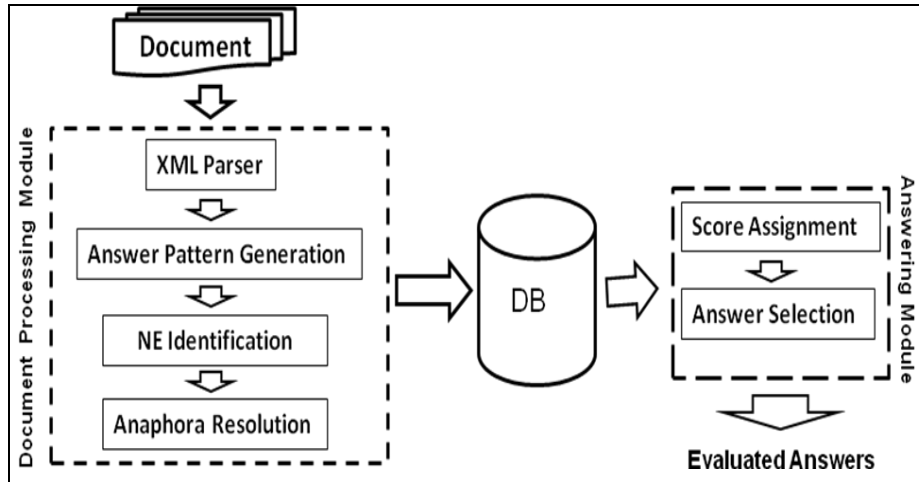 Document
Document Processing Module
XML Parser
Answer Pattern Generation
NE Identification
Anaphora Resolution
DB
Score Assignment
Answer Selection
Answering Module
Evaluated Answers